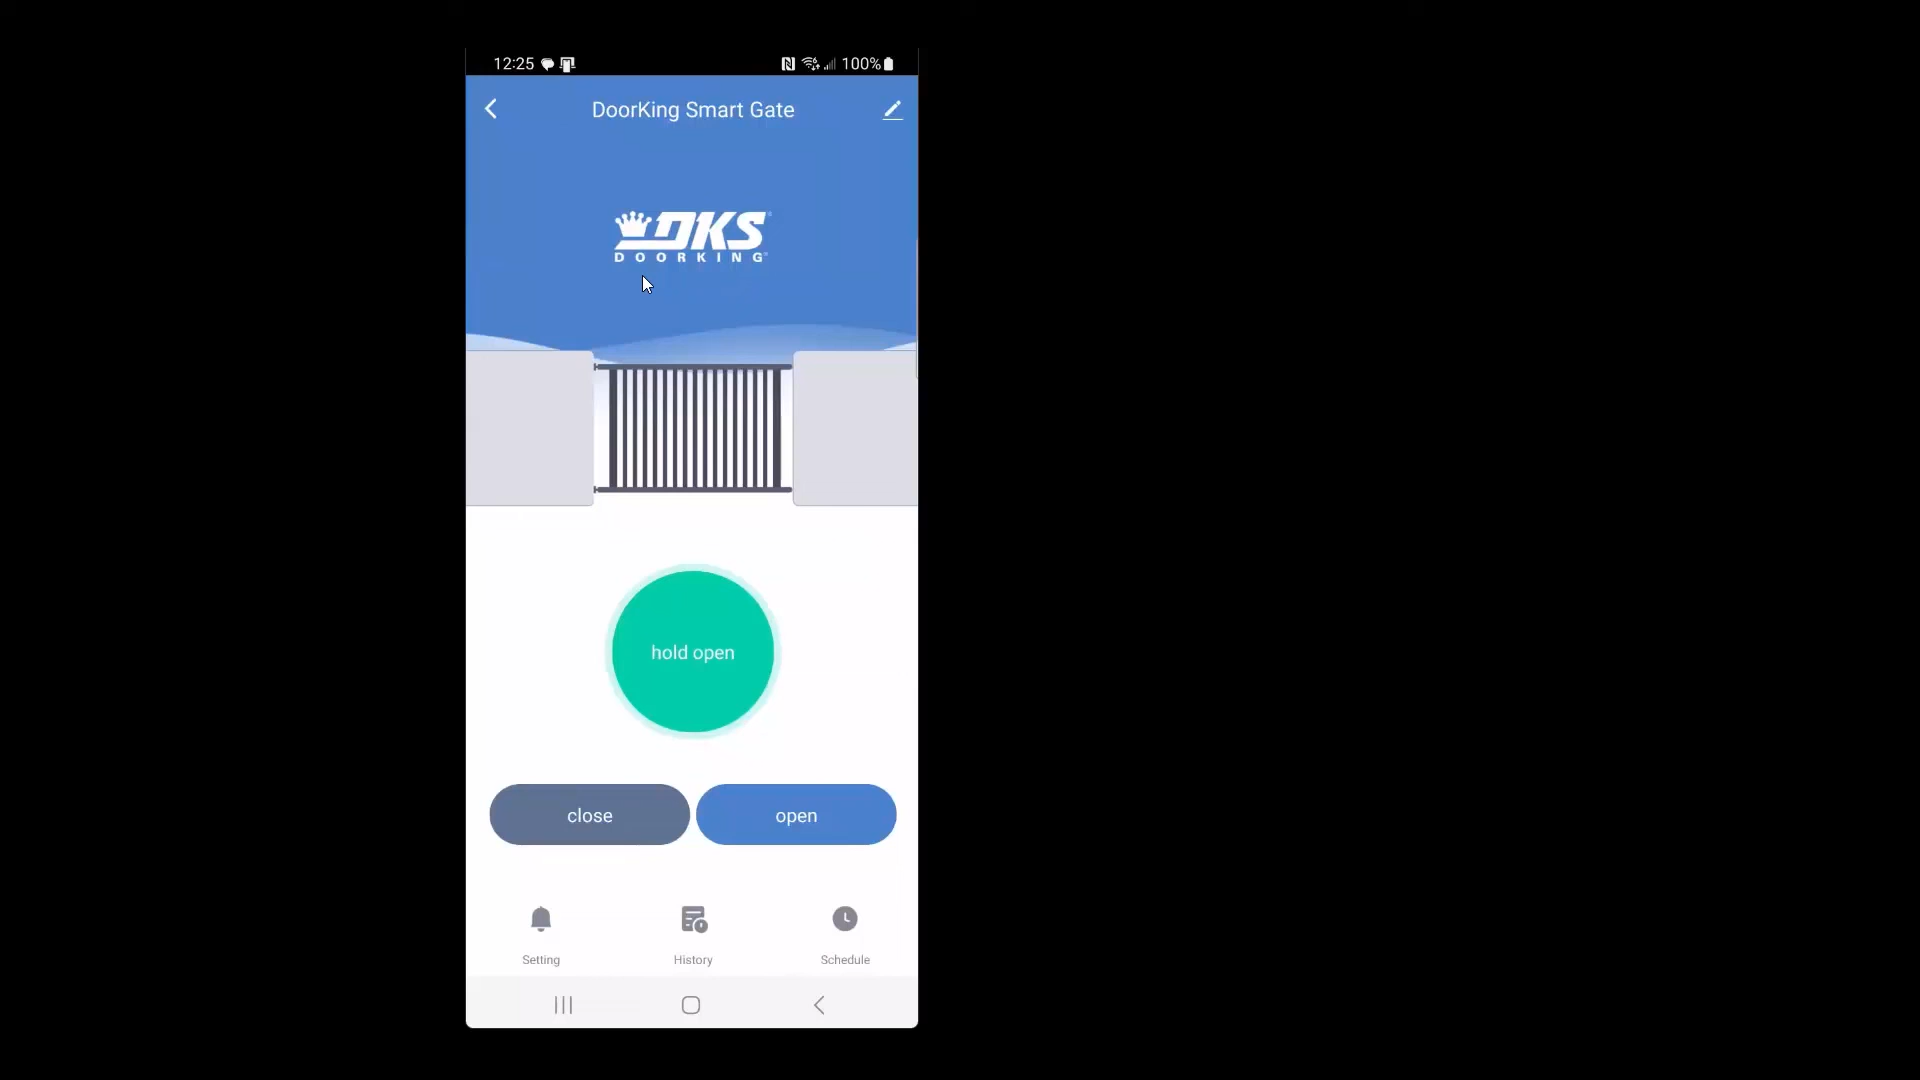 12:25
100%
DoorKing Smart Gate
DKS
DOORKING
hold open
close
open
Setting
History
Schedule